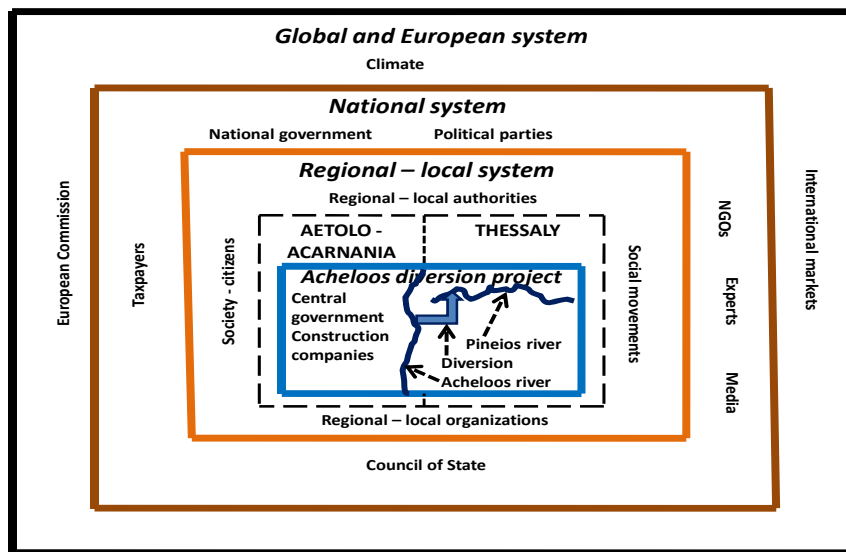 Global and European system
Climate
National system
National government
Political parties
Regional – local system
Regional – local authorities
European Commission
Taxpayers
Society - citizens
AETOLO -
ACARNANIA
THESSALY
Acheloos diversion project
Central
government
Construction
companies
Pineios river
Diversion
Acheloos river
Social movements
NGOs
Experts
Media
International markets
Regional – local organizations
Council of State